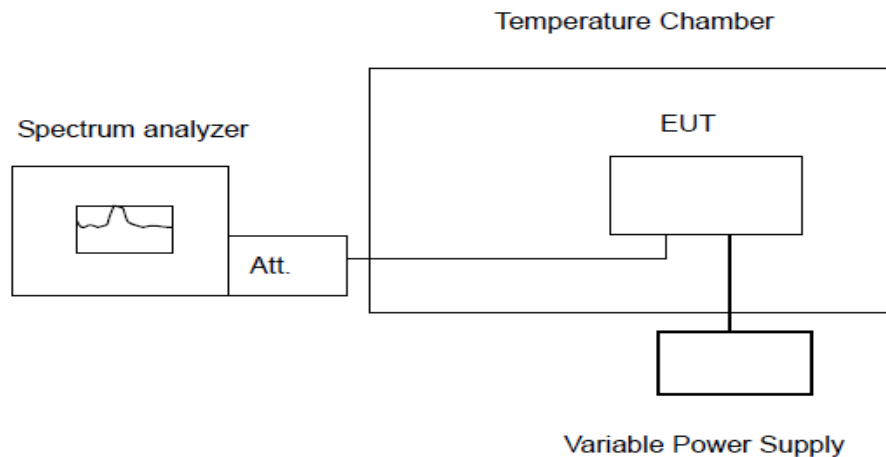 Temperature Chamber
Spectrum analyzer
EUT
Att.
Variable Power Supply